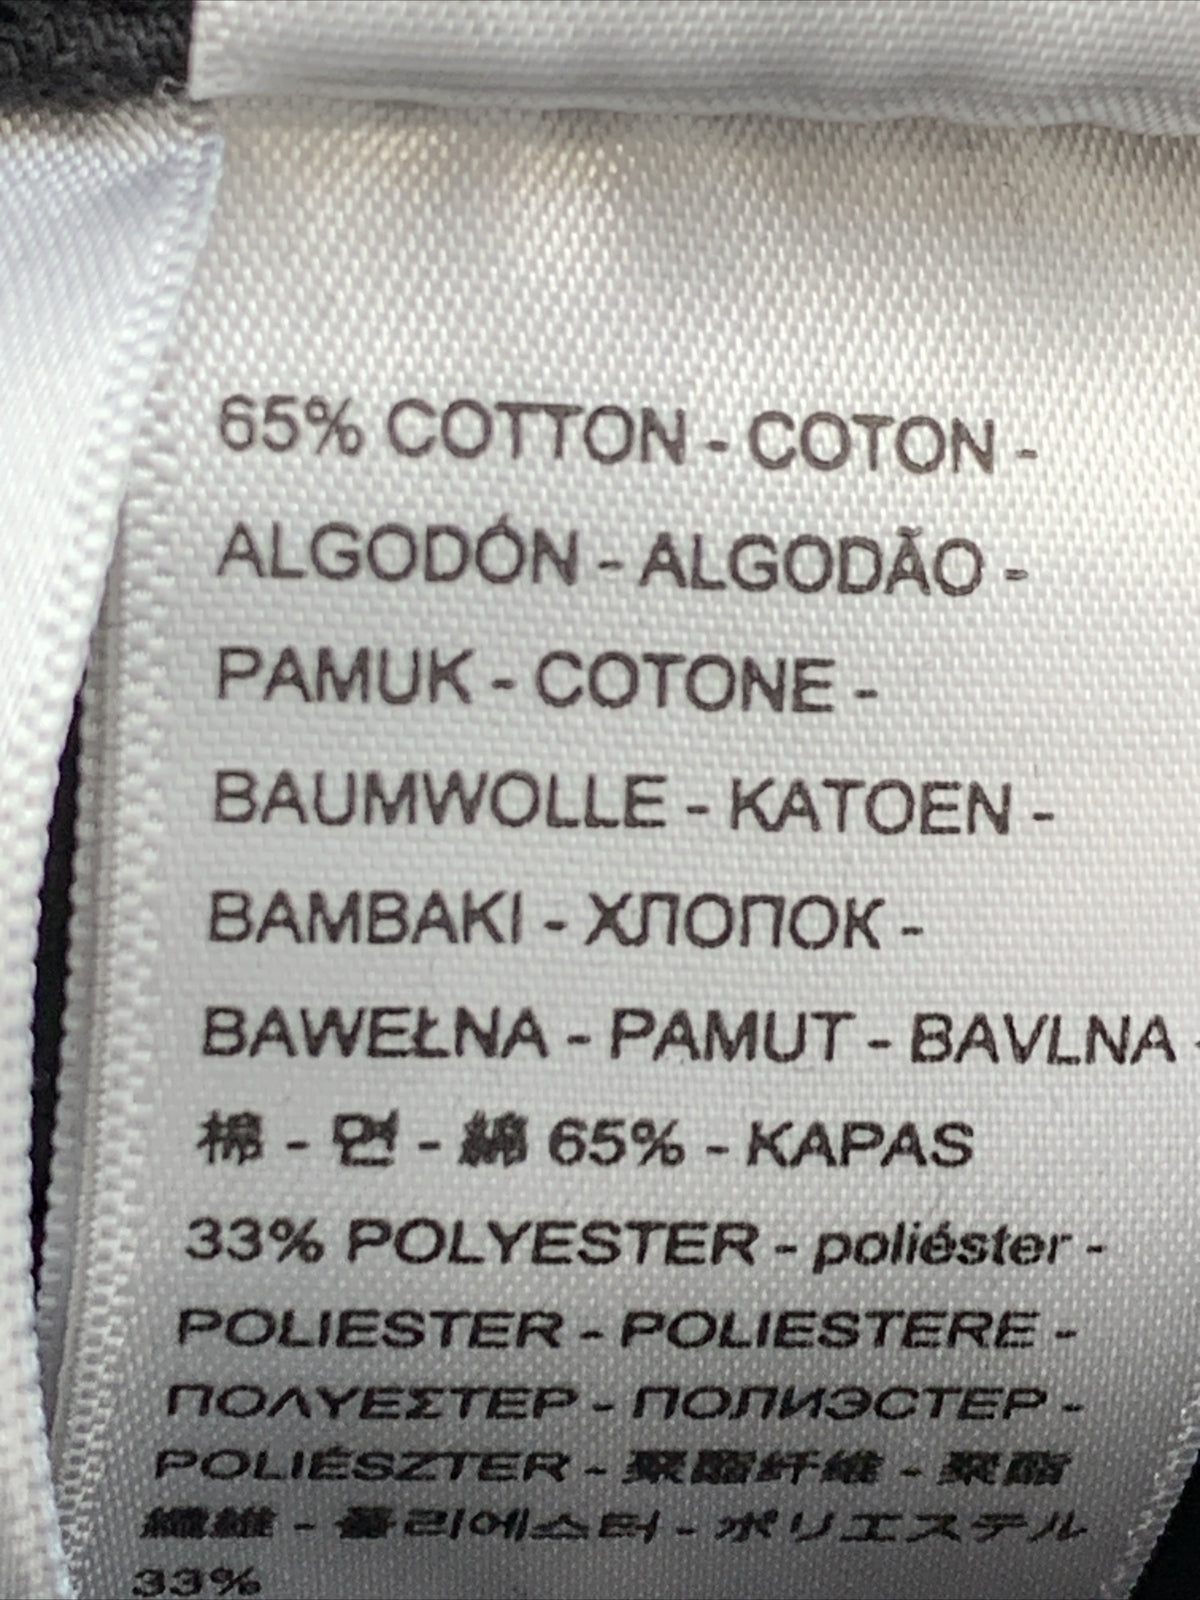 65% COTTON - COTON -
ALGODÓN - ALGODÃO -
PAMUK - COTONE -
BAUMWOLLE - KATOEN -
BAMBAKI - ХЛОПОК -
BAWEŁNA - PAMUT - BAVLNA -
棉 - 면 - 綿 65% - KAPAS
33% POLYESTER - poliéster -
POLIESTER - POLIESTERE -
ΠΟΛΥΕΣΤΕΡ - ПОЛИЭСТЕР -
POLIÉSZTER - 聚酯纤维 - 聚酯
纖維 - 폴리에스터 - ポリエステル
33%